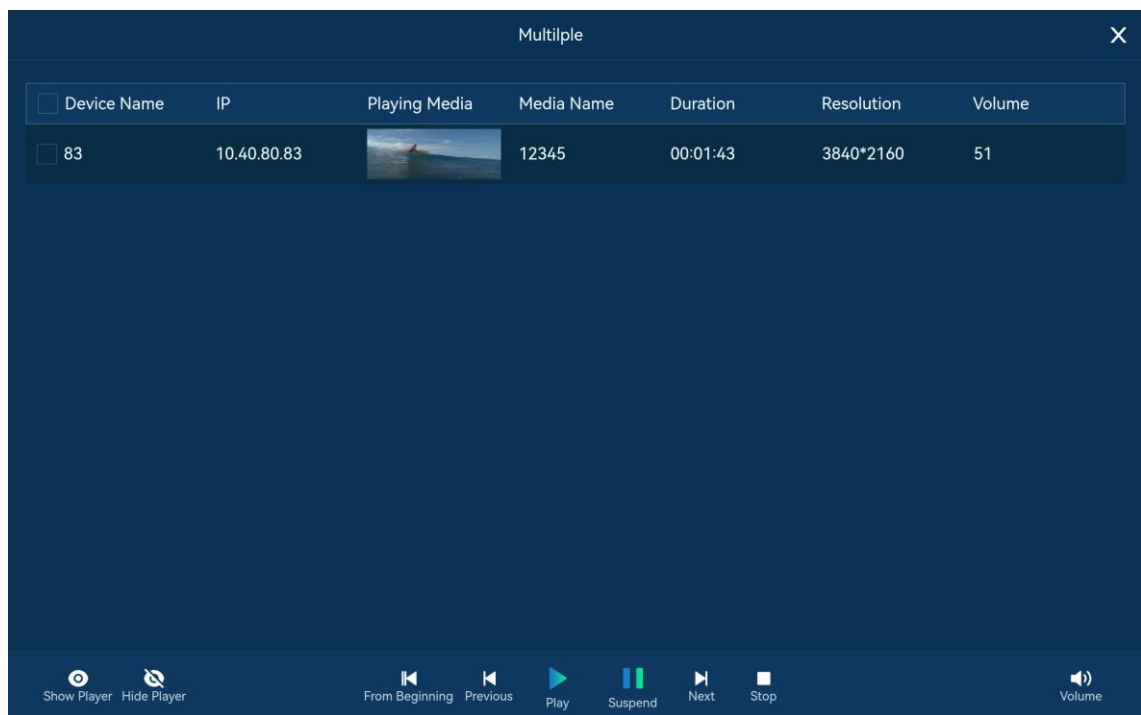 Multilple X
Device Name IP Playing Media Media Name Duration Resolution Volume
83 10.40.80.83 12345 00:01:43 3840*2160 51
Show Player Hide Player From Beginning Previous Play Suspend Next Stop Volume